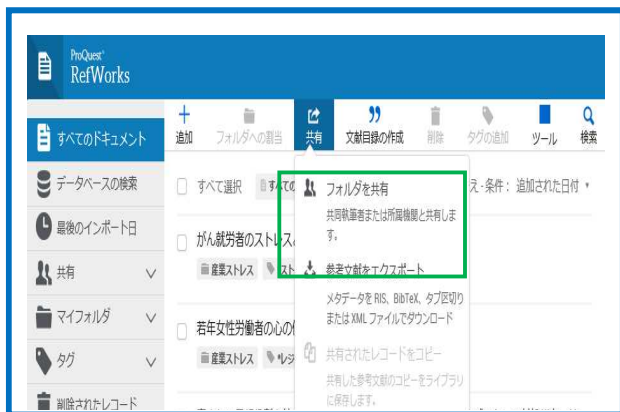 ProQuest
RefWorks
すべてのドキュメント
データベースの検索
最後のインポート日
共有
マイフォルダ
タグ
削除されたレコード
追加
フォルダへの割当
共有
文献目録の作成
削除
タグの追加
ツール
検索
すべて選択
すべての
え - 条件： 追加された日付
がん就労者のストレス
産業ストレス
スト
若年女性労働者の心の
産業ストレス
フォルダを共有
共同執筆者または所属機関と共有しま
す。
参考文献をエクスポート
メタデータを RIS、BibTeX、タブ区切り
または XML ファイルでダウンロード
共有されたレコードをコピー
共有した参考文献のコピーをライブラリ
に保存します。